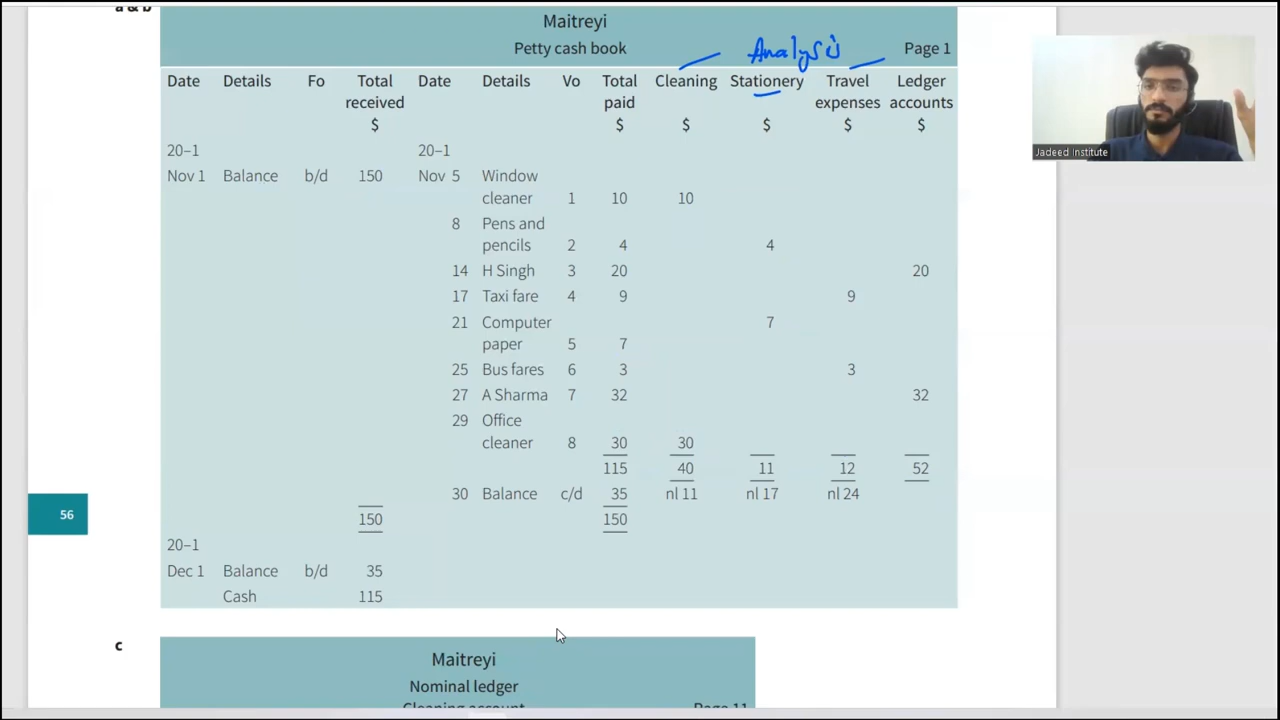 a & b
Maitreyi
Petty cash book Analysis Page 1
Date Details Fo Total Date Details Vo Total Cleaning Stationery Travel Ledger
received paid expenses accounts
$ $ $ $ $ $
20–1 20–1
Nov 1 Balance b/d 150 Nov 5 Window
cleaner 1 10 10
8 Pens and
pencils 2 4 4
14 H Singh 3 20 20
17 Taxi fare 4 9 9
21 Computer 7
paper 5 7
25 Bus fares 6 3 3
27 A Sharma 7 32 32
29 Office
cleaner 8 30 30
115 40 11 12 52
30 Balance c/d 35 nl 11 nl 17 nl 24
150 150
20–1
Dec 1 Balance b/d 35
Cash 115
56
c
Maitreyi
Nominal ledger
Cleaning account Page 11
Jadeed Institute